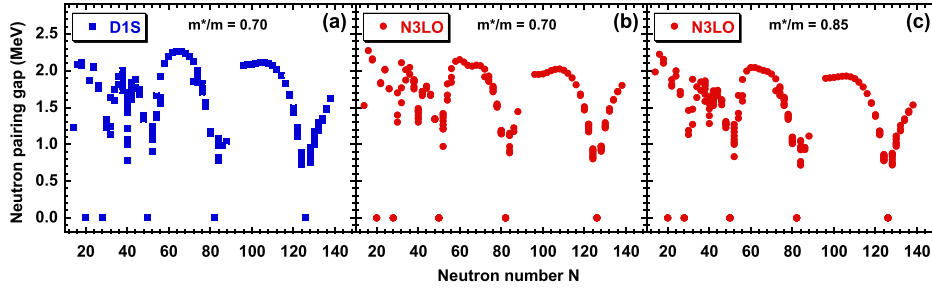 D1S m*/m = 0.70 (a)
N3LO m*/m = 0.70 (b)
N3LO m*/m = 0.85 (c)
Neutron pairing gap (MeV)
2.5
2.0
1.5
1.0
0.5
0.0
20 40 60 80 100 120 140
20 40 60 80 100 120 140
20 40 60 80 100 120 140
Neutron number N